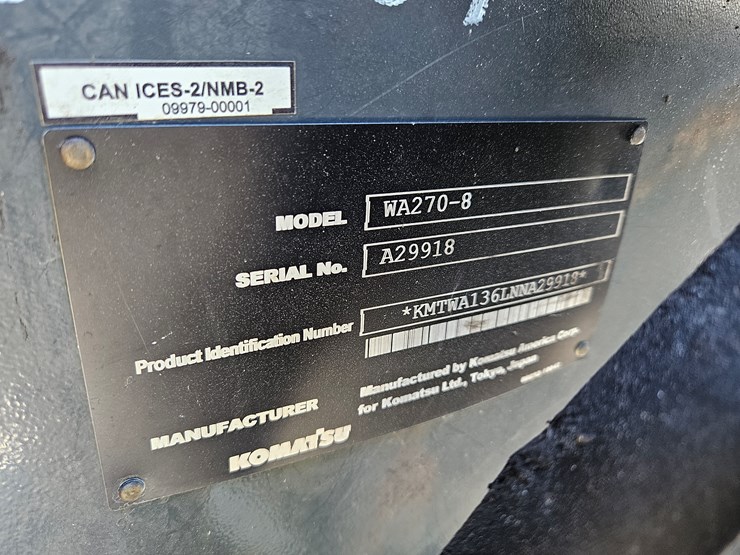 CAN ICES-2/NMB-2
09979-00001
MODEL WA270-8
SERIAL No. A29918
Product Identification Number *KMTWA136LNNA29918*
MANUFACTURER Manufactured by Komatsu America Corp.
for Komatsu Ltd., Tokyo, Japan
KOMATSU